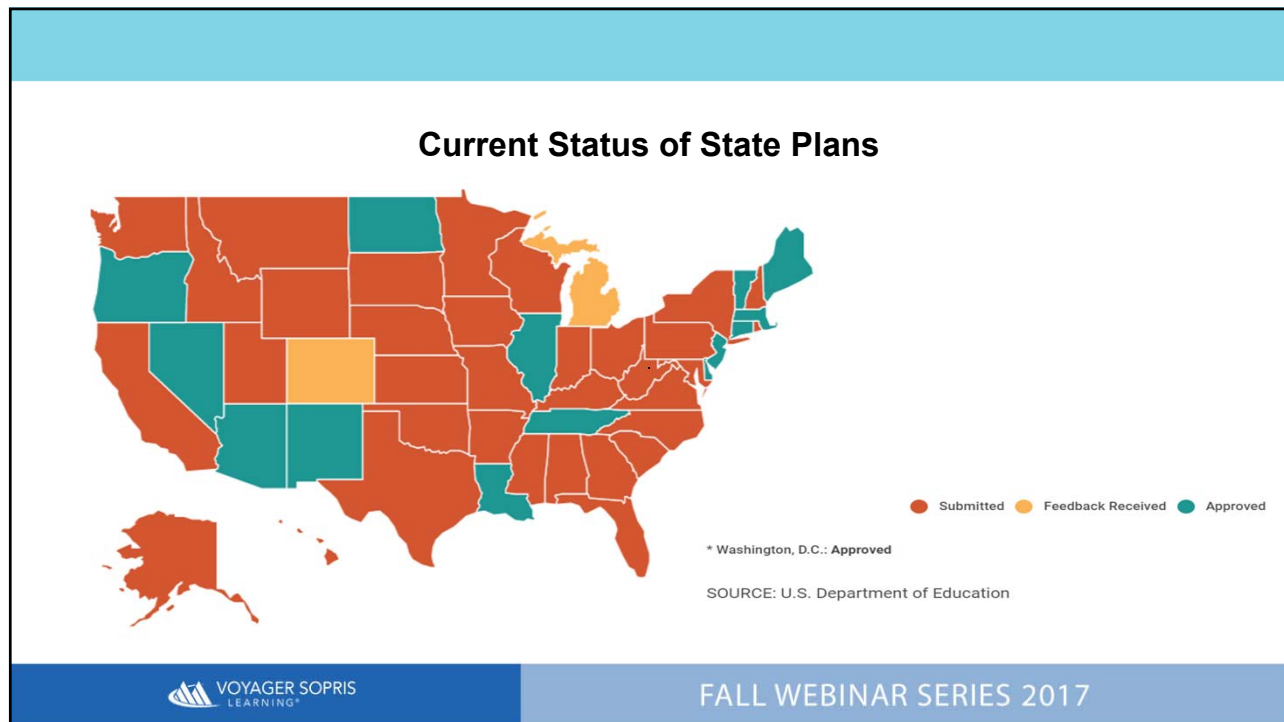 Current Status of State Plans
Submitted Feedback Received Approved
* Washington, D.C.: Approved
SOURCE: U.S. Department of Education
VOYAGER SOPRIS
LEARNING®
FALL WEBINAR SERIES 2017